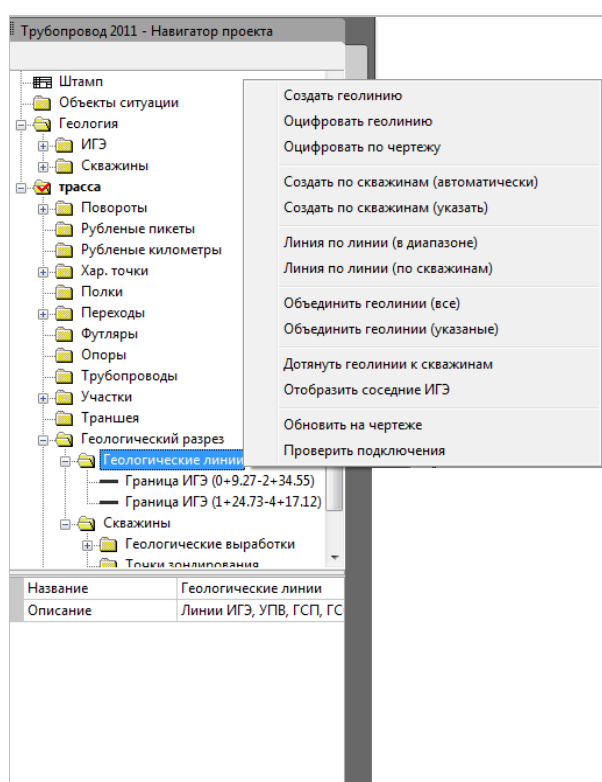 Трубопровод 2011 - Навигатор проекта
Штамп
Объекты ситуации
Геология
ИГЭ
Скважины
трасса
Повороты
Рубленые пикеты
Рубленые километры
Хар. точки
Полки
Переходы
Футляры
Опоры
Трубопроводы
Участки
Траншея
Геологический разрез
Геологические линии
Граница ИГЭ (0+9.27-2+34.55)
Граница ИГЭ (1+24.73-4+17.12)
Скважины
Геологические выработки
Точки зондирования
Создать геолинию
Оцифровать геолинию
Оцифровать по чертежу
Создать по скважинам (автоматически)
Создать по скважинам (указать)
Линия по линии (в диапазоне)
Линия по линии (по скважинам)
Объединить геолинии (все)
Объединить геолинии (указаные)
Дотянуть геолинии к скважинам
Отобразить соседние ИГЭ
Обновить на чертеже
Проверить подключения
Название Геологические линии
Описание Линии ИГЭ, УПВ, ГСП, ГС